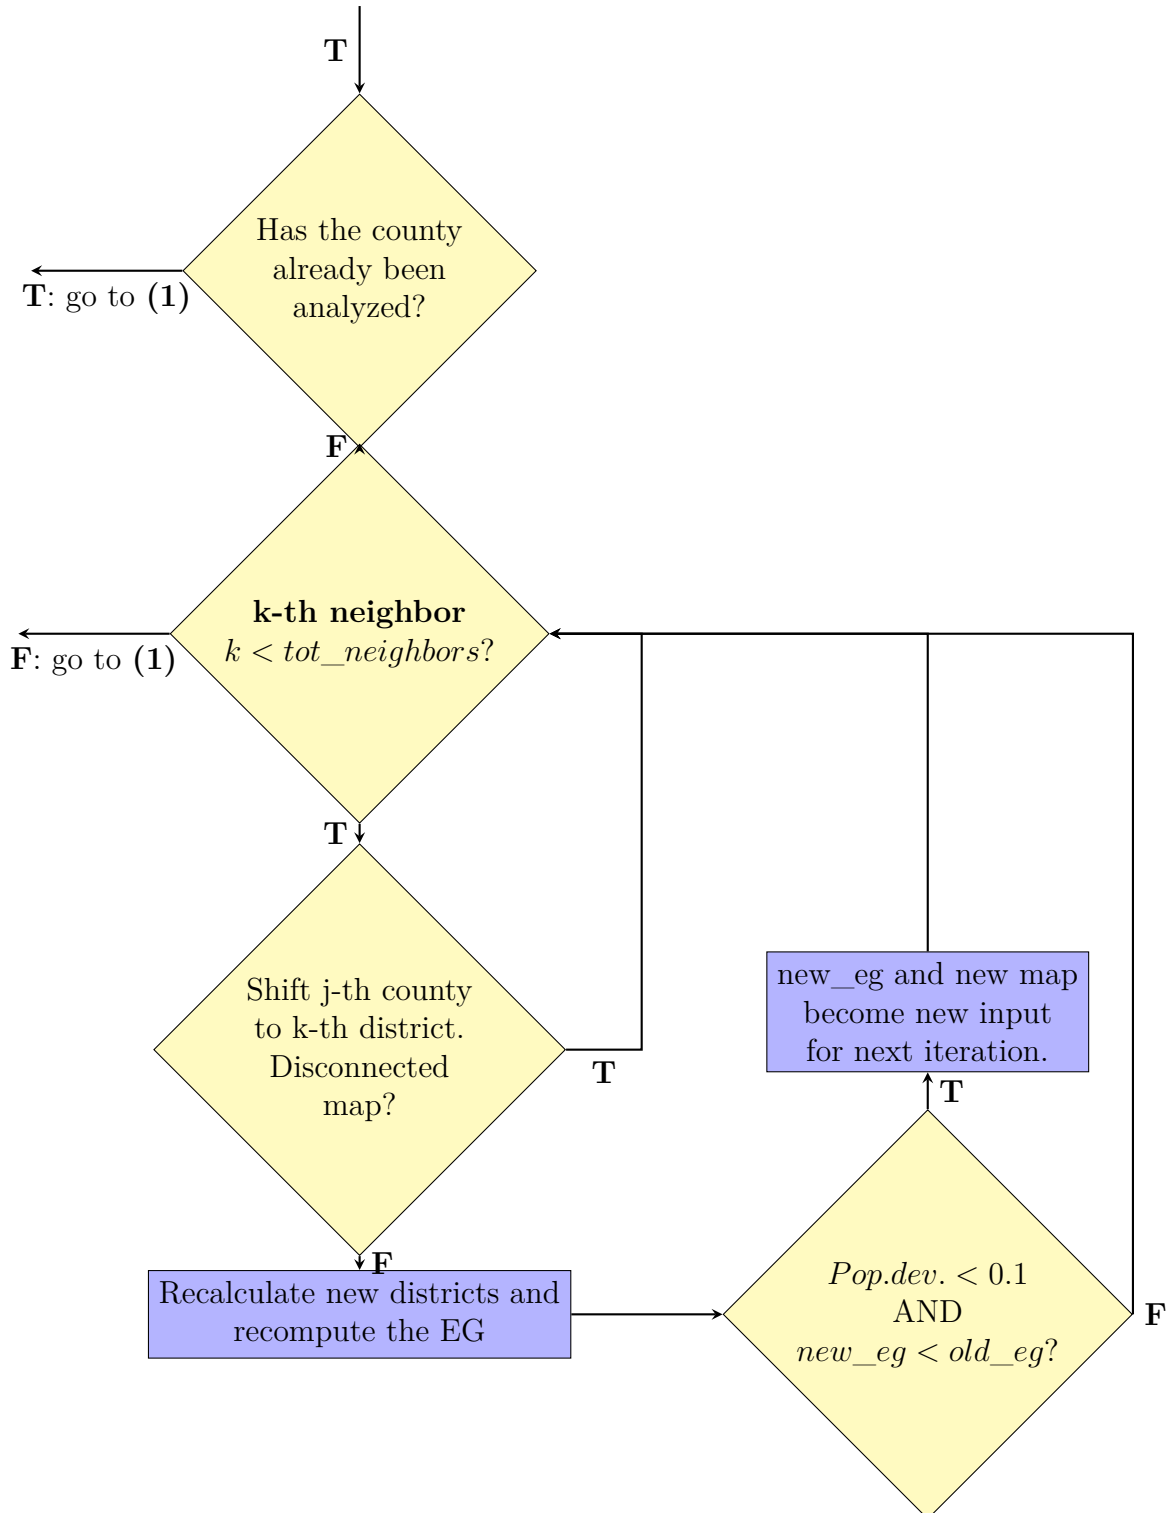 T
Has the county
already been
analyzed?
T: go to (1)
F
k-th neighbor
k < tot_neighbors?
F: go to (1)
T
Shift j-th county
to k-th district.
Disconnected
map?
T
new_eg and new map
become new input
for next iteration.
T
F
Recalculate new districts and
recompute the EG
Pop.dev. < 0.1
AND
new_eg < old_eg?
F